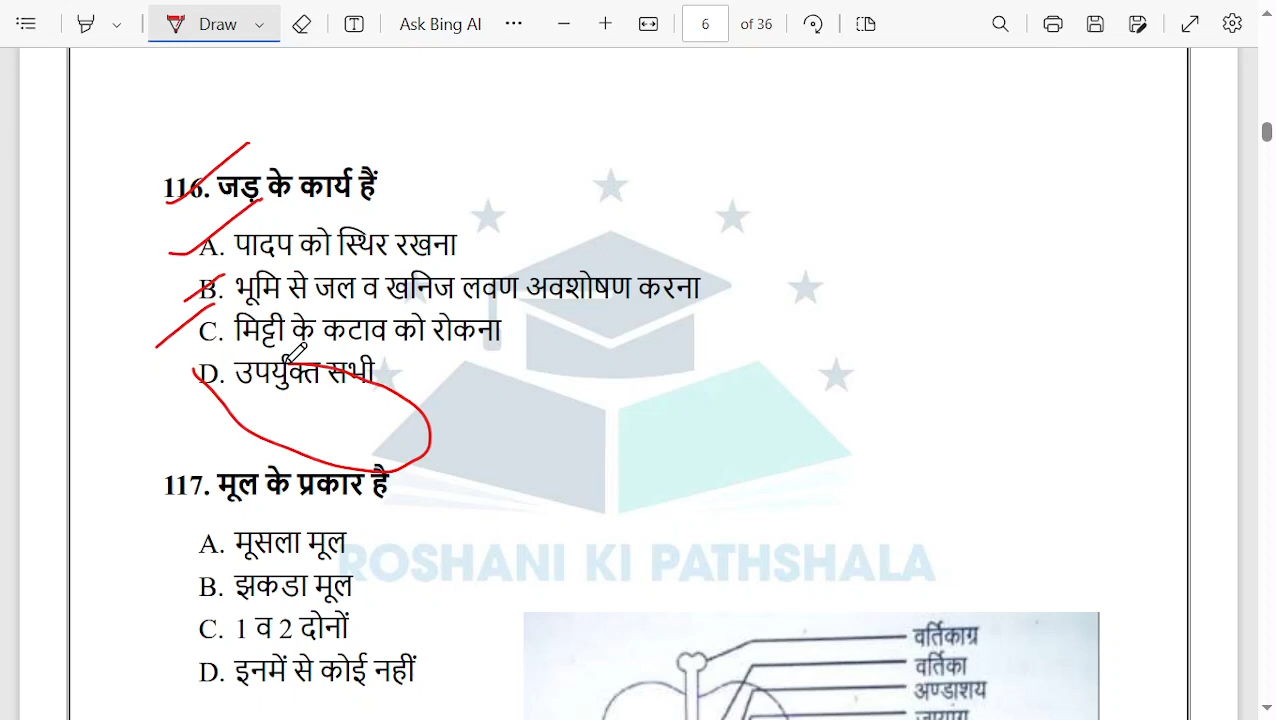 Draw
Ask Bing AI
6 of 36
116. जड़ के कार्य हैं
A. पादप को स्थिर रखना
B. भूमि से जल व खनिज लवण अवशोषण करना
C. मिट्टी के कटाव को रोकना
D. उपर्युक्त सभी
117. मूल के प्रकार है
A. मूसला मूल
B. झकडा मूल
C. 1 व 2 दोनों
D. इनमें से कोई नहीं
ROSHANI KI PATHSHALA
वर्तिकाग्र
वर्तिका
अण्डाशय